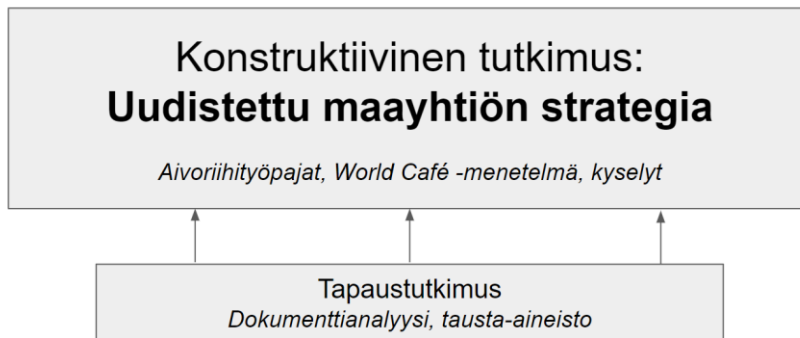 Konstruktiivinen tutkimus:
Uudistettu maayhtiön strategia
Aivoriihityöpajat, World Café -menetelmä, kyselyt
Tapaustutkimus
Dokumenttianalyysi, tausta-aineisto